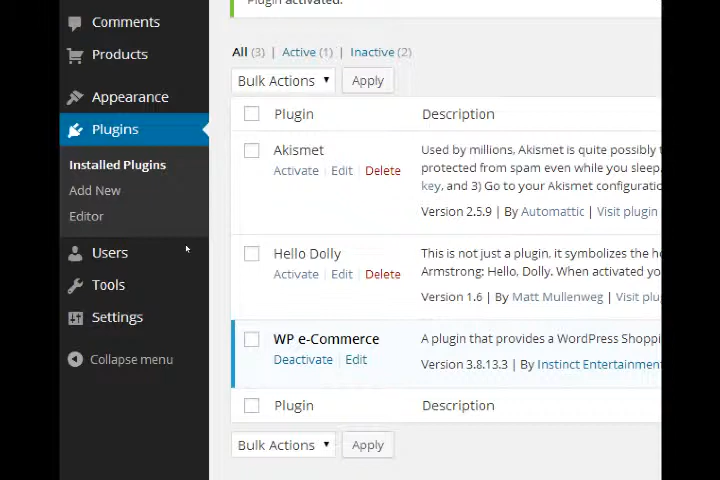 Comments
Products
Appearance
Plugins
Installed Plugins
Add New
Editor
Users
Tools
Settings
Collapse menu
Plugin activated.
All (3) | Active (1) | Inactive (2)
Bulk Actions Apply
Plugin Description
Akismet
Activate | Edit | Delete
Used by millions, Akismet is quite possibly t
protected from spam even while you sleep.
key, and 3) Go to your Akismet configuratio
Version 2.5.9 | By Automattic | Visit plugin
Hello Dolly
Activate | Edit | Delete
This is not just a plugin, it symbolizes the h
Armstrong: Hello, Dolly. When activated yo
Version 1.6 | By Matt Mullenweg | Visit plu
WP e-Commerce
Deactivate | Edit
A plugin that provides a WordPress Shoppi
Version 3.8.13.3 | By Instinct Entertainment
Plugin Description
Bulk Actions Apply